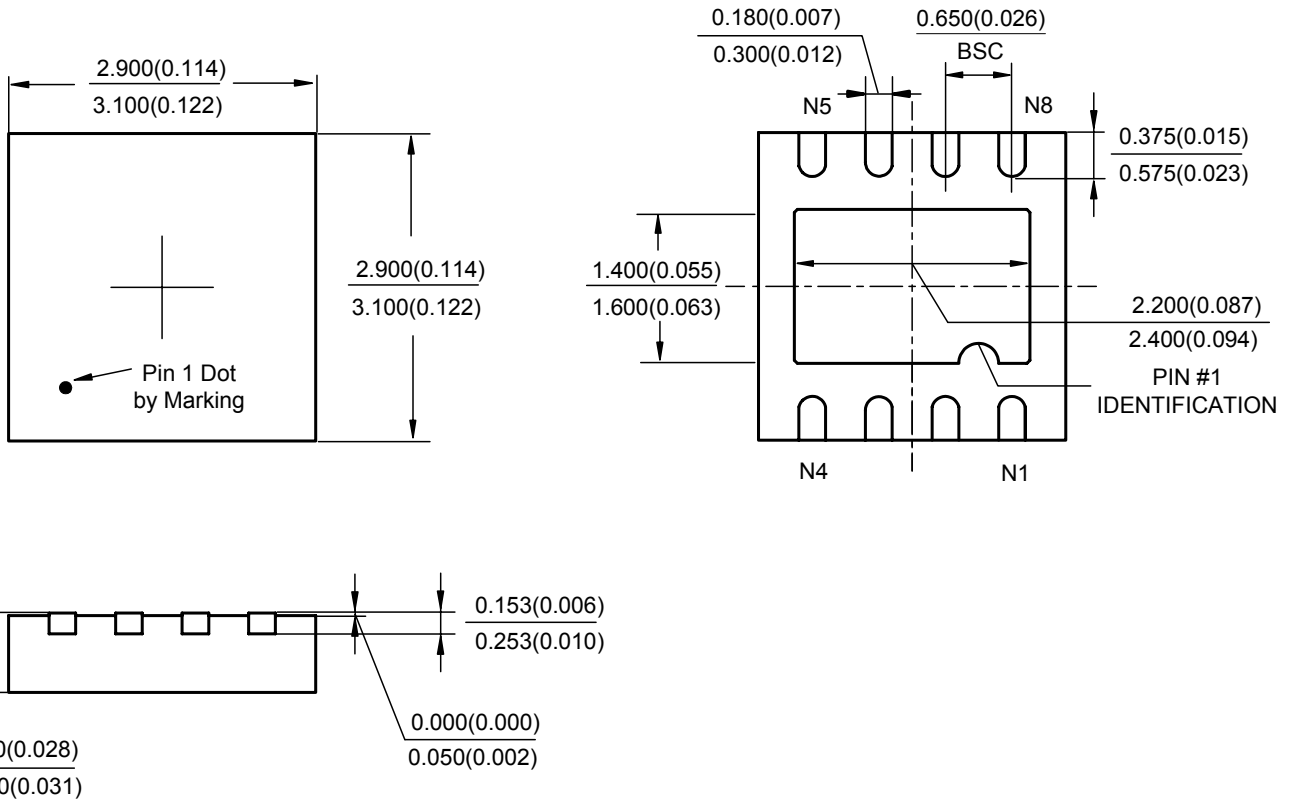 2.900(0.114)
3.100(0.122)
2.900(0.114)
3.100(0.122)
Pin 1 Dot
by Marking
0.180(0.007)
0.300(0.012)
0.650(0.026)
BSC
N5
N8
0.375(0.015)
0.575(0.023)
1.400(0.055)
1.600(0.063)
2.200(0.087)
2.400(0.094)
PIN #1
IDENTIFICATION
N4
N1
0.153(0.006)
0.253(0.010)
0.000(0.000)
0.050(0.002)
0(0.028)
0(0.031)